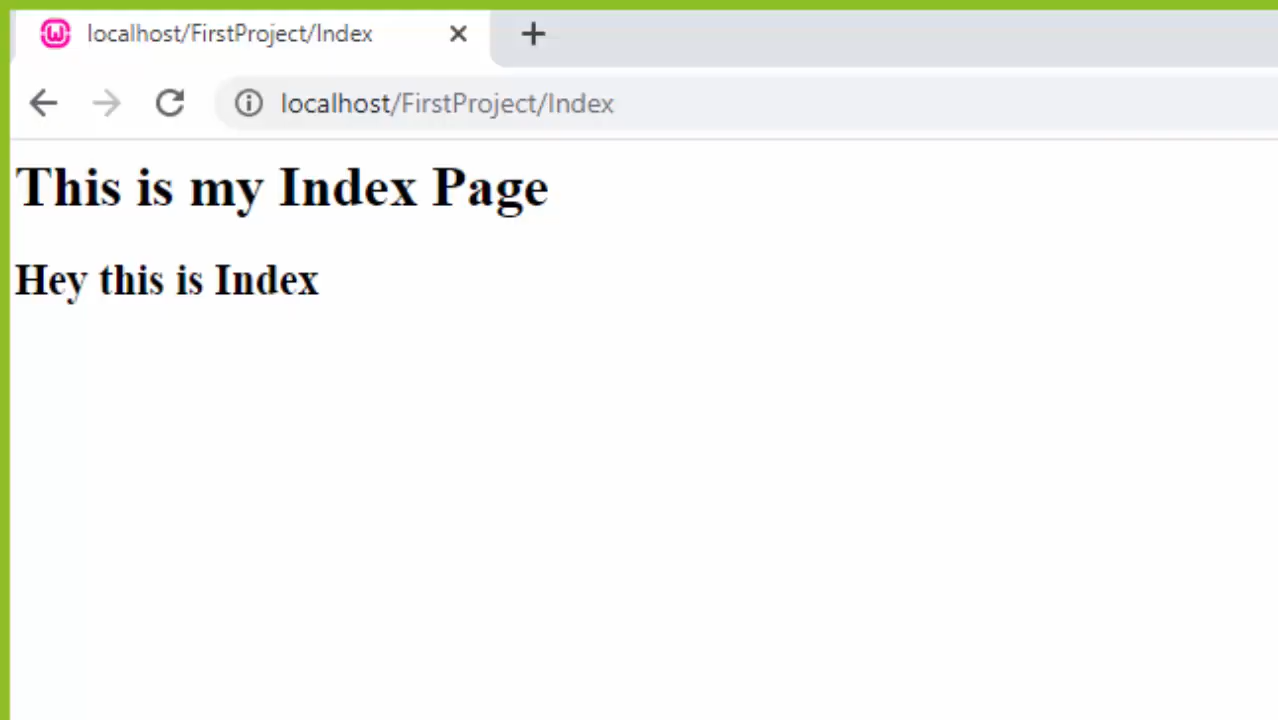 localhost/FirstProject/Index
localhost/FirstProject/Index
This is my Index Page
Hey this is Index